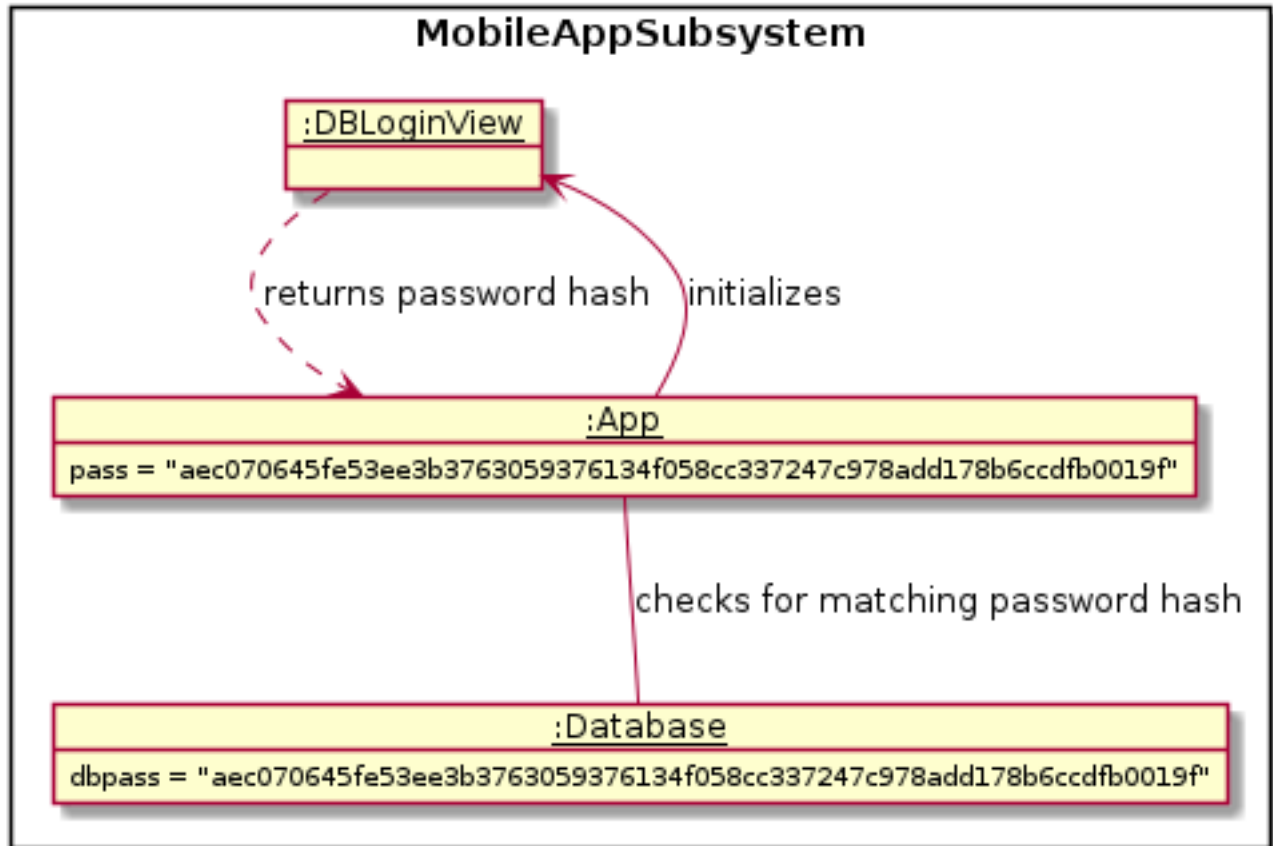 MobileAppSubsystem
:DBLoginView
returns password hash
initializes
:App
pass = "aec070645fe53ee3b3763059376134f058cc337247c978add178b6ccdfb0019f"
checks for matching password hash
:Database
dbpass = "aec070645fe53ee3b3763059376134f058cc337247c978add178b6ccdfb0019f"